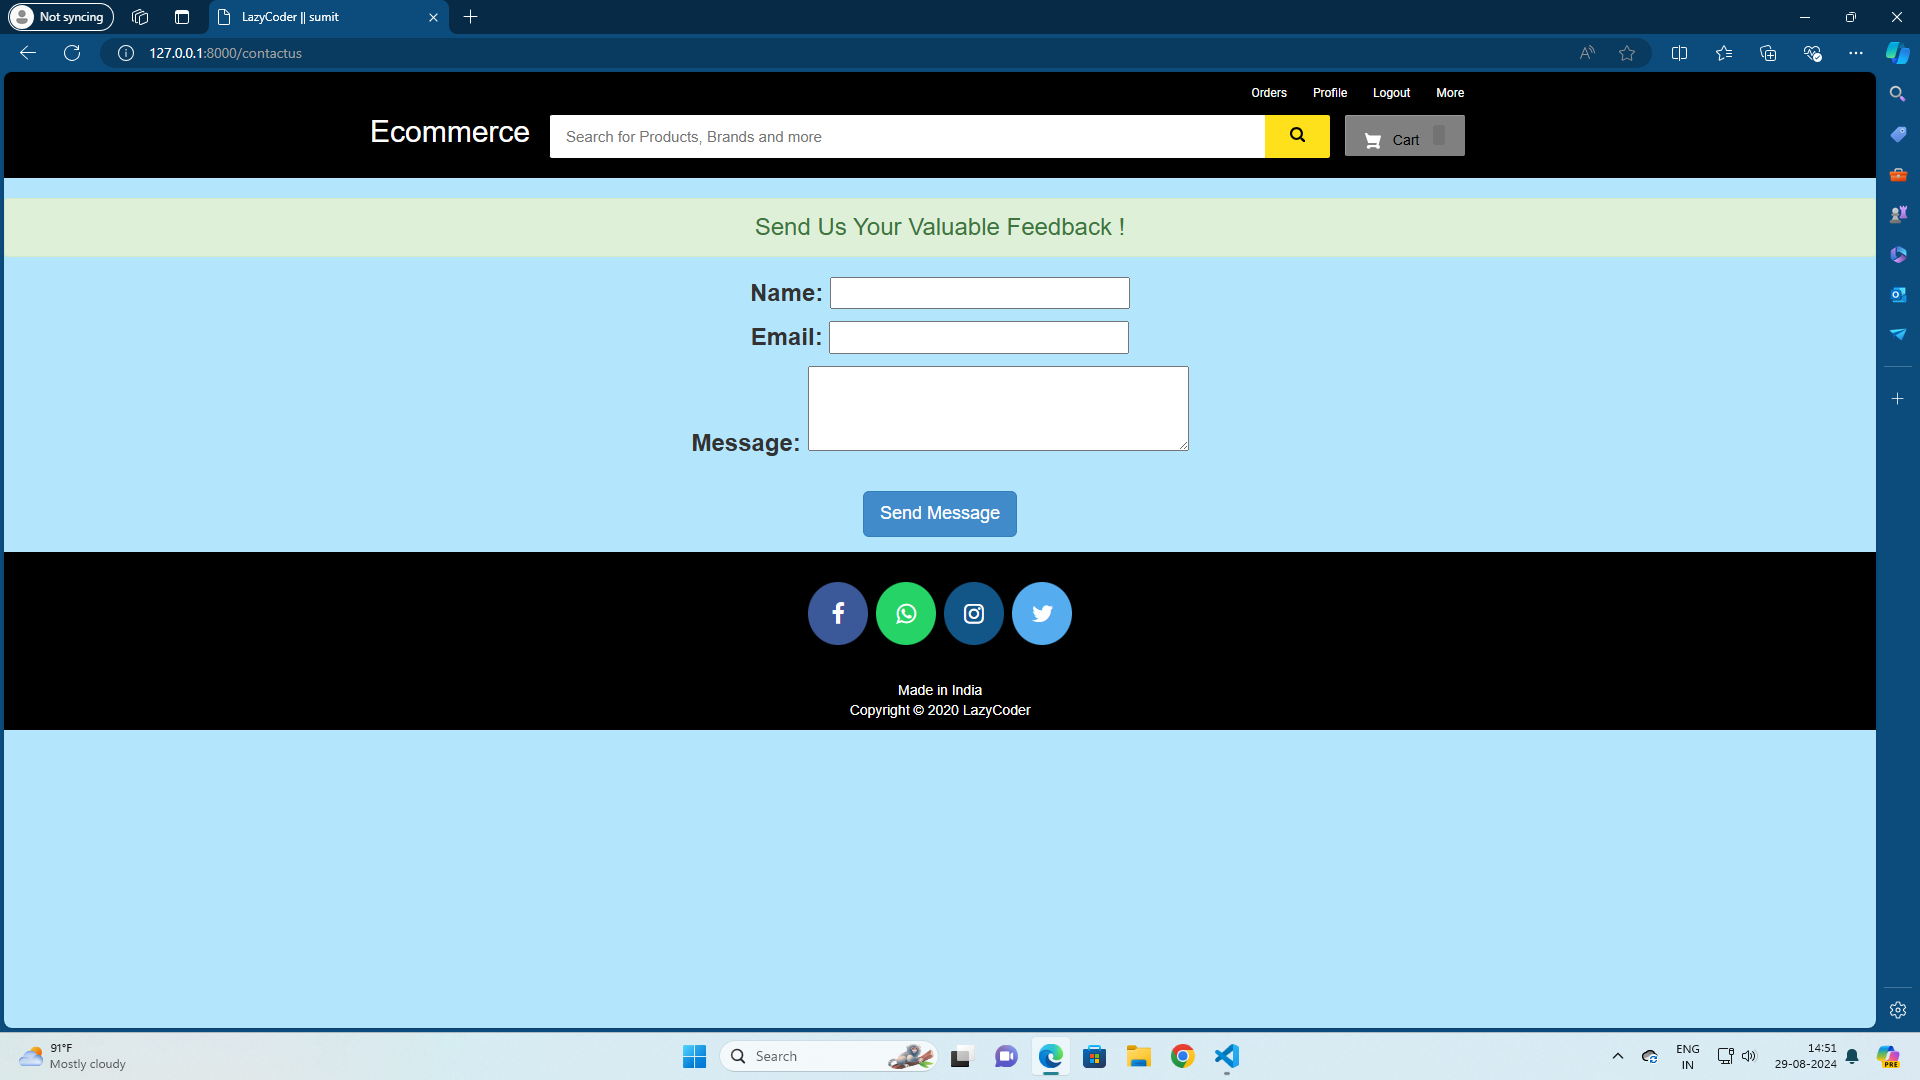 Not syncing
LazyCoder || sumit
127.0.0.1:8000/contactus
Orders Profile Logout More
Ecommerce
Search for Products, Brands and more
Cart
Send Us Your Valuable Feedback !
Name:
Email:
Message:
Send Message
Made in India
Copyright © 2020 LazyCoder
91°F
Mostly cloudy
Search
ENG
IN
14:51
29-08-2024
PRE